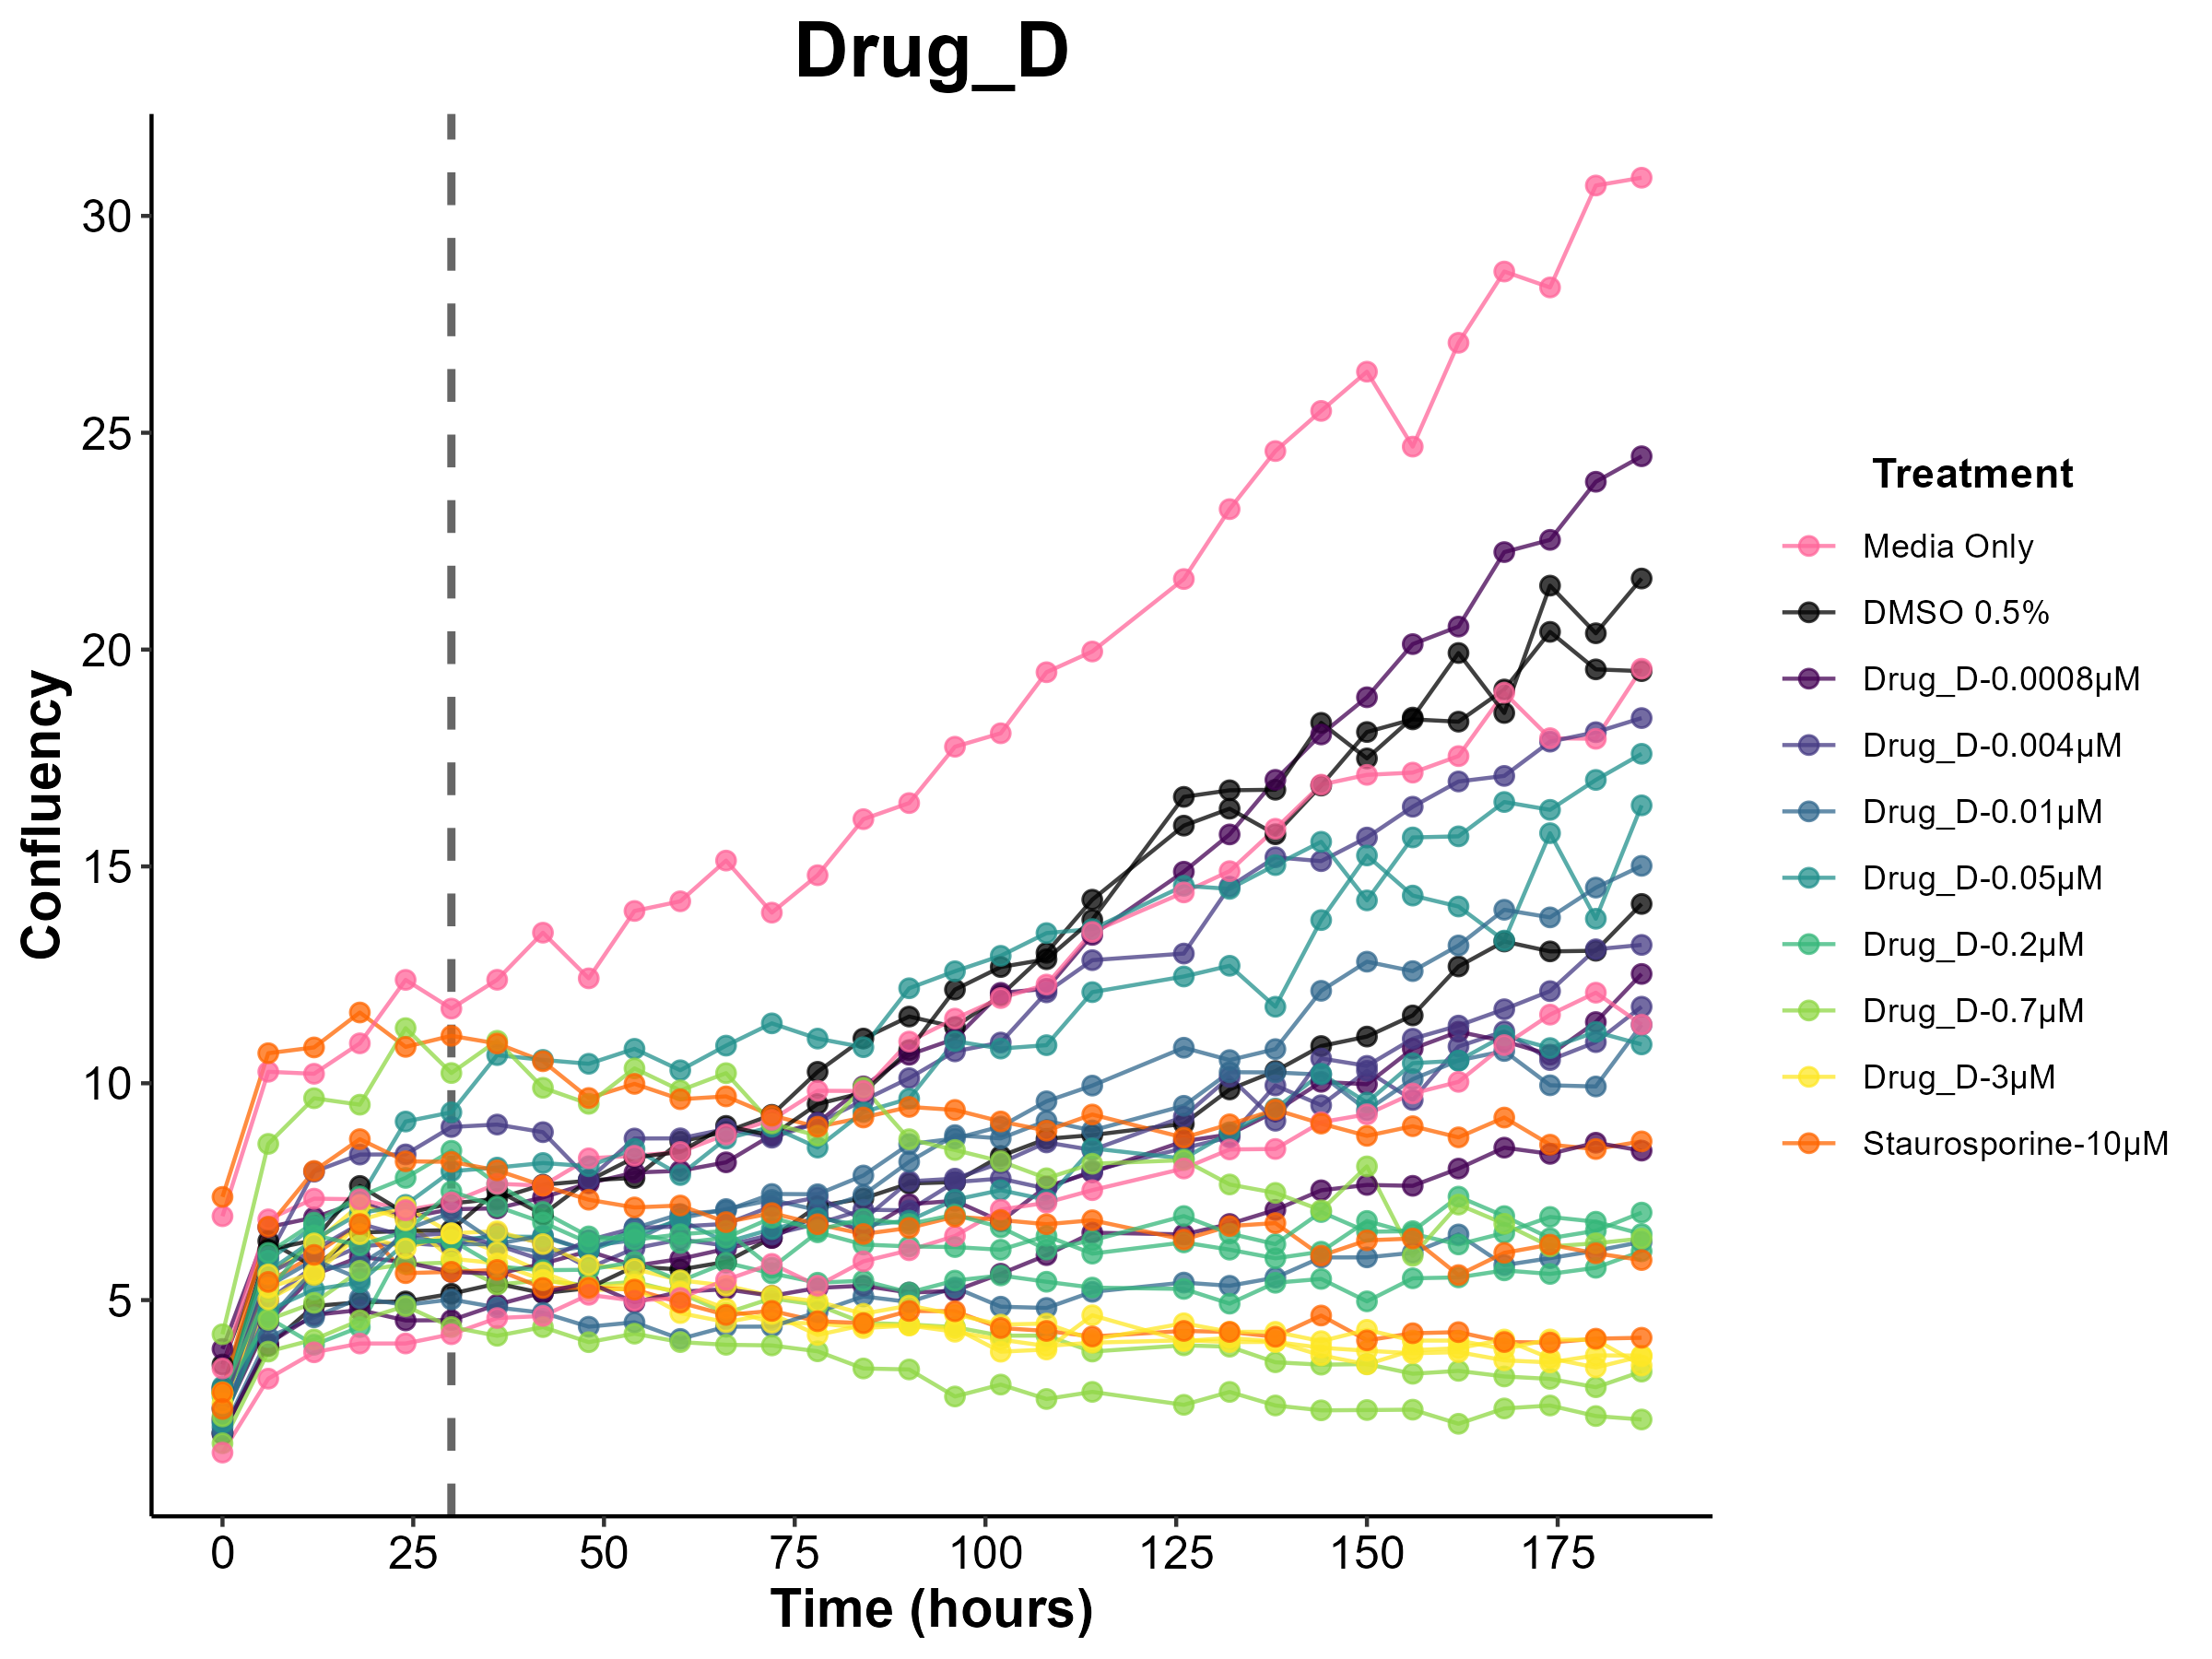 Drug_D
Confluency
30
25
20
15
10
5
0 25 50 75 100 125 150 175
Time (hours)
Treatment
Media Only
DMSO 0.5%
Drug_D-0.0008µM
Drug_D-0.004µM
Drug_D-0.01µM
Drug_D-0.05µM
Drug_D-0.2µM
Drug_D-0.7µM
Drug_D-3µM
Staurosporine-10µM